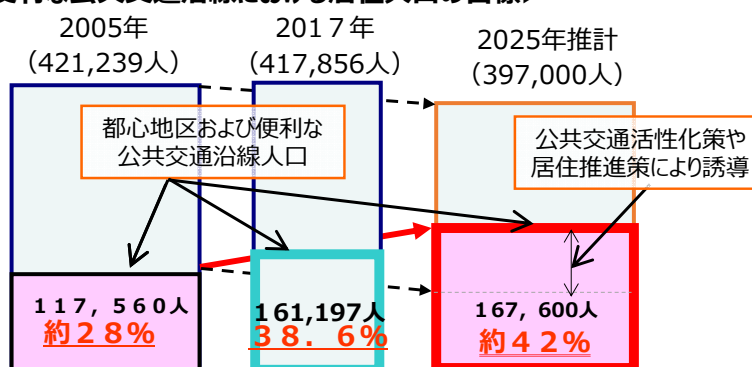 2005年
（421,239人）
2017年
（417,856人）
2025年推計
（397,000人）
都心地区および便利な
公共交通沿線人口
公共交通活性化策や
居住推進策により誘導
１１７，５６０人
約２８％
161,197人
３８．６％
167，600人
約４２％